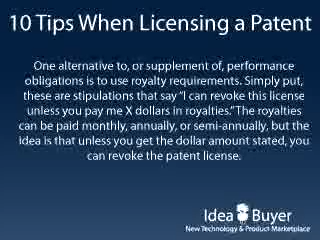 10 Tips When Licensing a Patent
One alternative to, or supplement of, performance
obligations is to use royalty requirements. Simply put,
these are stipulations that say "I can revoke this license
unless you pay me X dollars in royalties." The royalties
can be paid monthly, annually, or semi-annually, but the
idea is that unless you get the dollar amount stated, you
can revoke the patent license.
Idea Buyer
New Technology & Product Marketplace